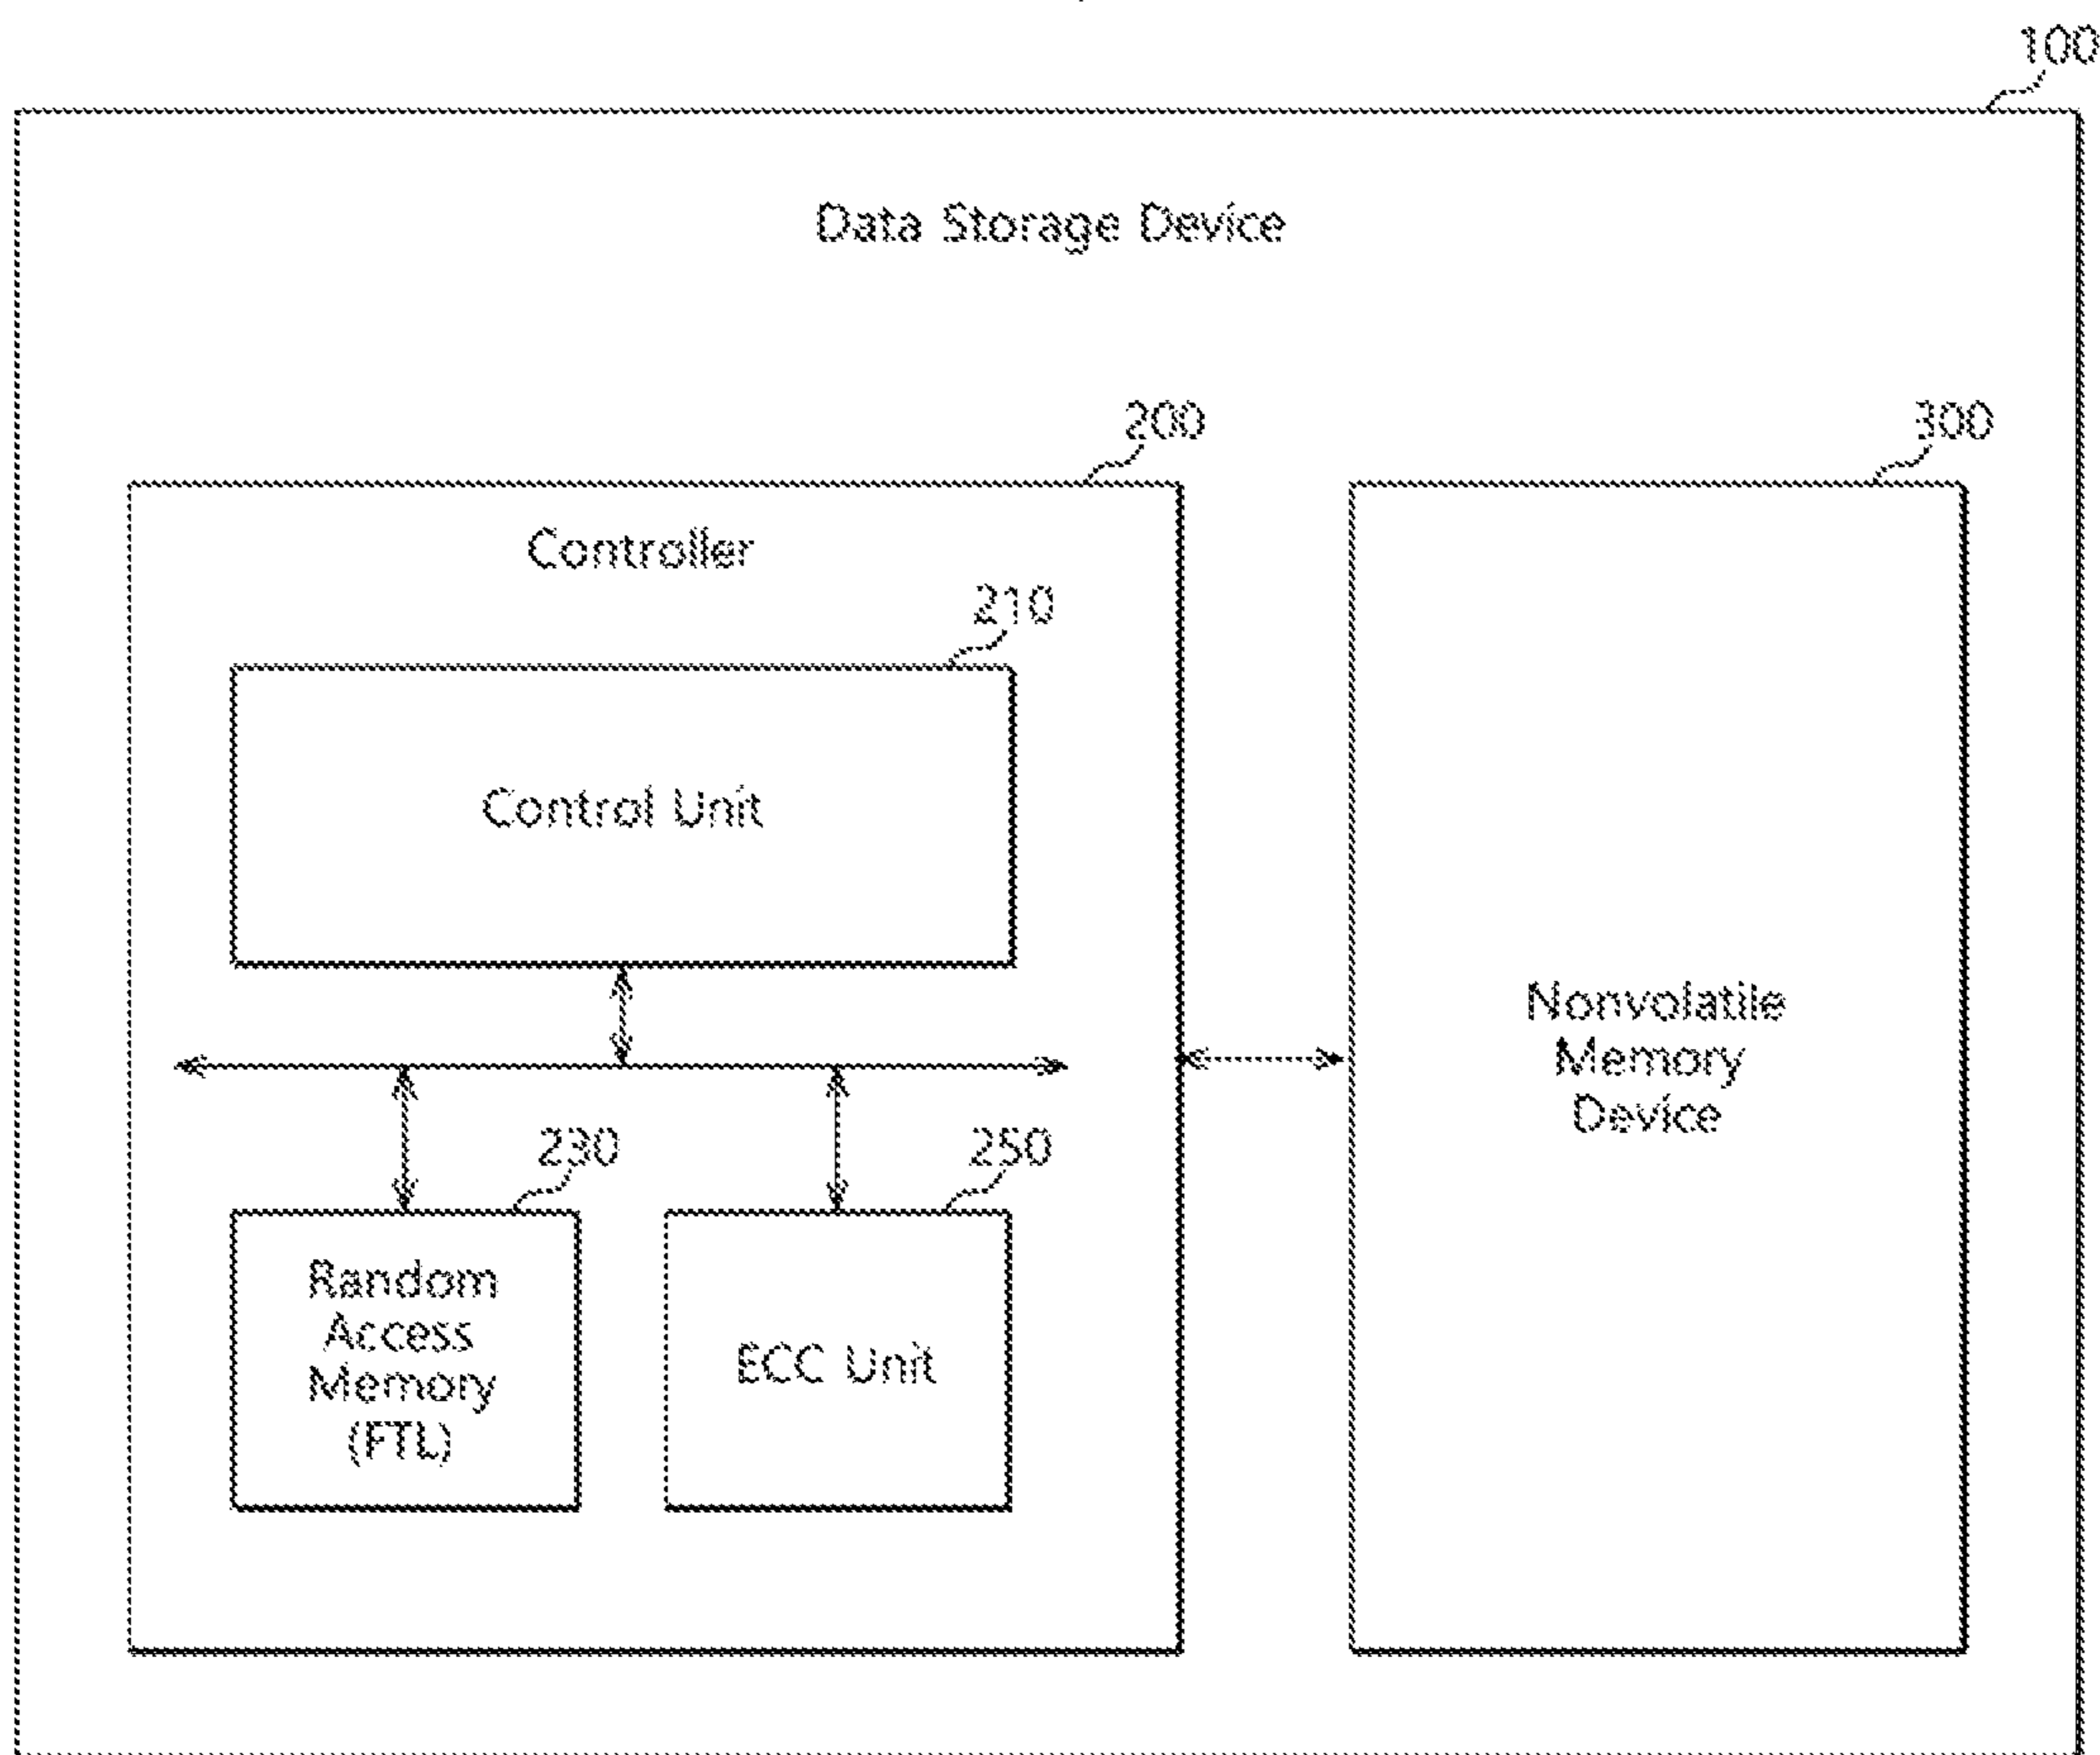 100
Data Storage Device
200
300
Controller
210
Control Unit
Nonvolatile
Memory
Device
230
250
Random
Access
Memory
(FTL)
ECC Unit